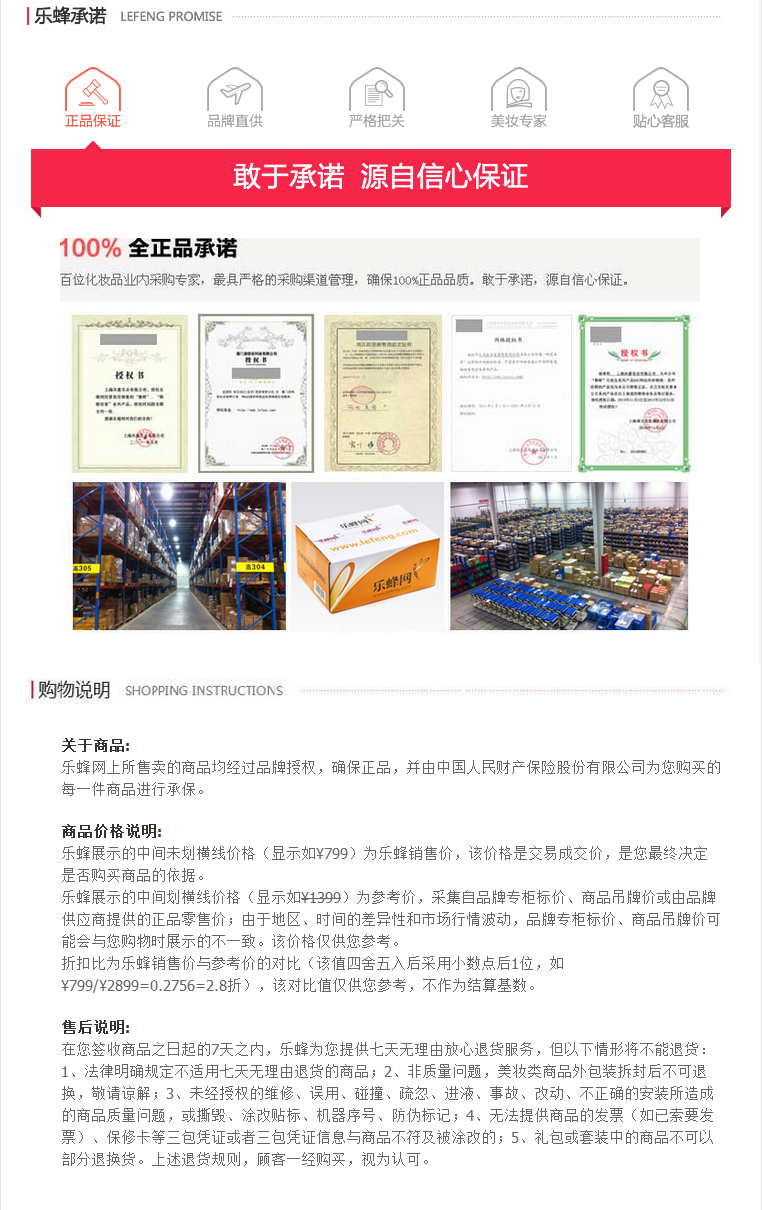 乐蜂承诺 LEFENG PROMISE
正品保证 品牌直供 严格把关 美妆专家 贴心客服
敢于承诺 源自信心保证
100% 全正品承诺
百位化妆品业内采购专家，最具严格的采购渠道管理，确保100%正品品质。敢于承诺，源自信心保证。
授权书
授权书
网络授权书
授权书
高305
高304
乐蜂网
www.lefeng.com
乐蜂网
购物说明 SHOPPING INSTRUCTIONS
关于商品:
乐蜂网上所售卖的商品均经过品牌授权，确保正品，并由中国人民财产保险股份有限公司为您购买的
每一件商品进行承保。
商品价格说明:
乐蜂展示的中间未划横线价格（显示如¥799）为乐蜂销售价，该价格是交易成交价，是您最终决定
是否购买商品的依据。
乐蜂展示的中间划横线价格（显示如¥1399）为参考价，采集自品牌专柜标价、商品吊牌价或由品牌
供应商提供的正品零售价；由于地区、时间的差异性和市场行情波动，品牌专柜标价、商品吊牌价可
能会与您购物时展示的不一致。该价格仅供您参考。
折扣比为乐蜂销售价与参考价的对比（该值四舍五入后采用小数点后1位，如
¥799/¥2899=0.2756=2.8折），该对比值仅供您参考，不作为结算基数。
售后说明:
在您签收商品之日起的7天之内，乐蜂为您提供七天无理由放心退货服务，但以下情形将不能退货：
1、法律明确规定不适用七天无理由退货的商品；2、非质量问题，美妆类商品外包装拆封后不可退
换，敬请谅解；3、未经授权的维修、误用、碰撞、疏忽、进液、事故、改动、不正确的安装所造成
的商品质量问题，或撕毁、涂改贴标、机器序号、防伪标记；4、无法提供商品的发票（如已索要发
票）、保修卡等三包凭证或者三包凭证信息与商品不符及被涂改的；5、礼包或套装中的商品不可以
部分退换货。上述退货规则，顾客一经购买，视为认可。